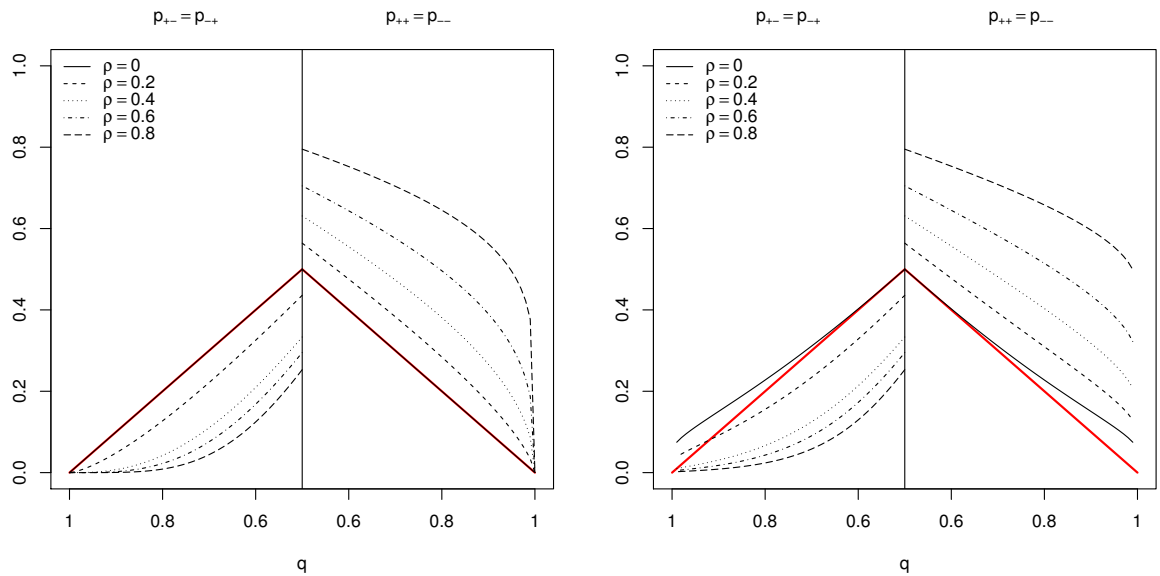 p₊₋ = p₋₊ p₊₊ = p₋₋
ρ = 0
ρ = 0.2
ρ = 0.4
ρ = 0.6
ρ = 0.8
1.0
0.8
0.6
0.4
0.2
0.0
1 0.8 0.6 0.6 0.8 1
q
p₊₋ = p₋₊ p₊₊ = p₋₋
ρ = 0
ρ = 0.2
ρ = 0.4
ρ = 0.6
ρ = 0.8
1.0
0.8
0.6
0.4
0.2
0.0
1 0.8 0.6 0.6 0.8 1
q